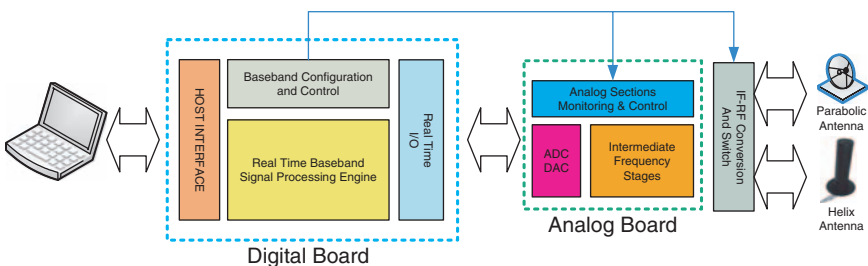 HOST INTERFACE
Baseband Configuration
and Control
Real Time Baseband
Signal Processing Engine
Real Time
I/O
Digital Board
Analog Sections
Monitoring & Control
ADC
DAC
Intermediate
Frequency
Stages
Analog Board
IF-RF Conversion
And Switch
Parabolic
Antenna
Helix
Antenna